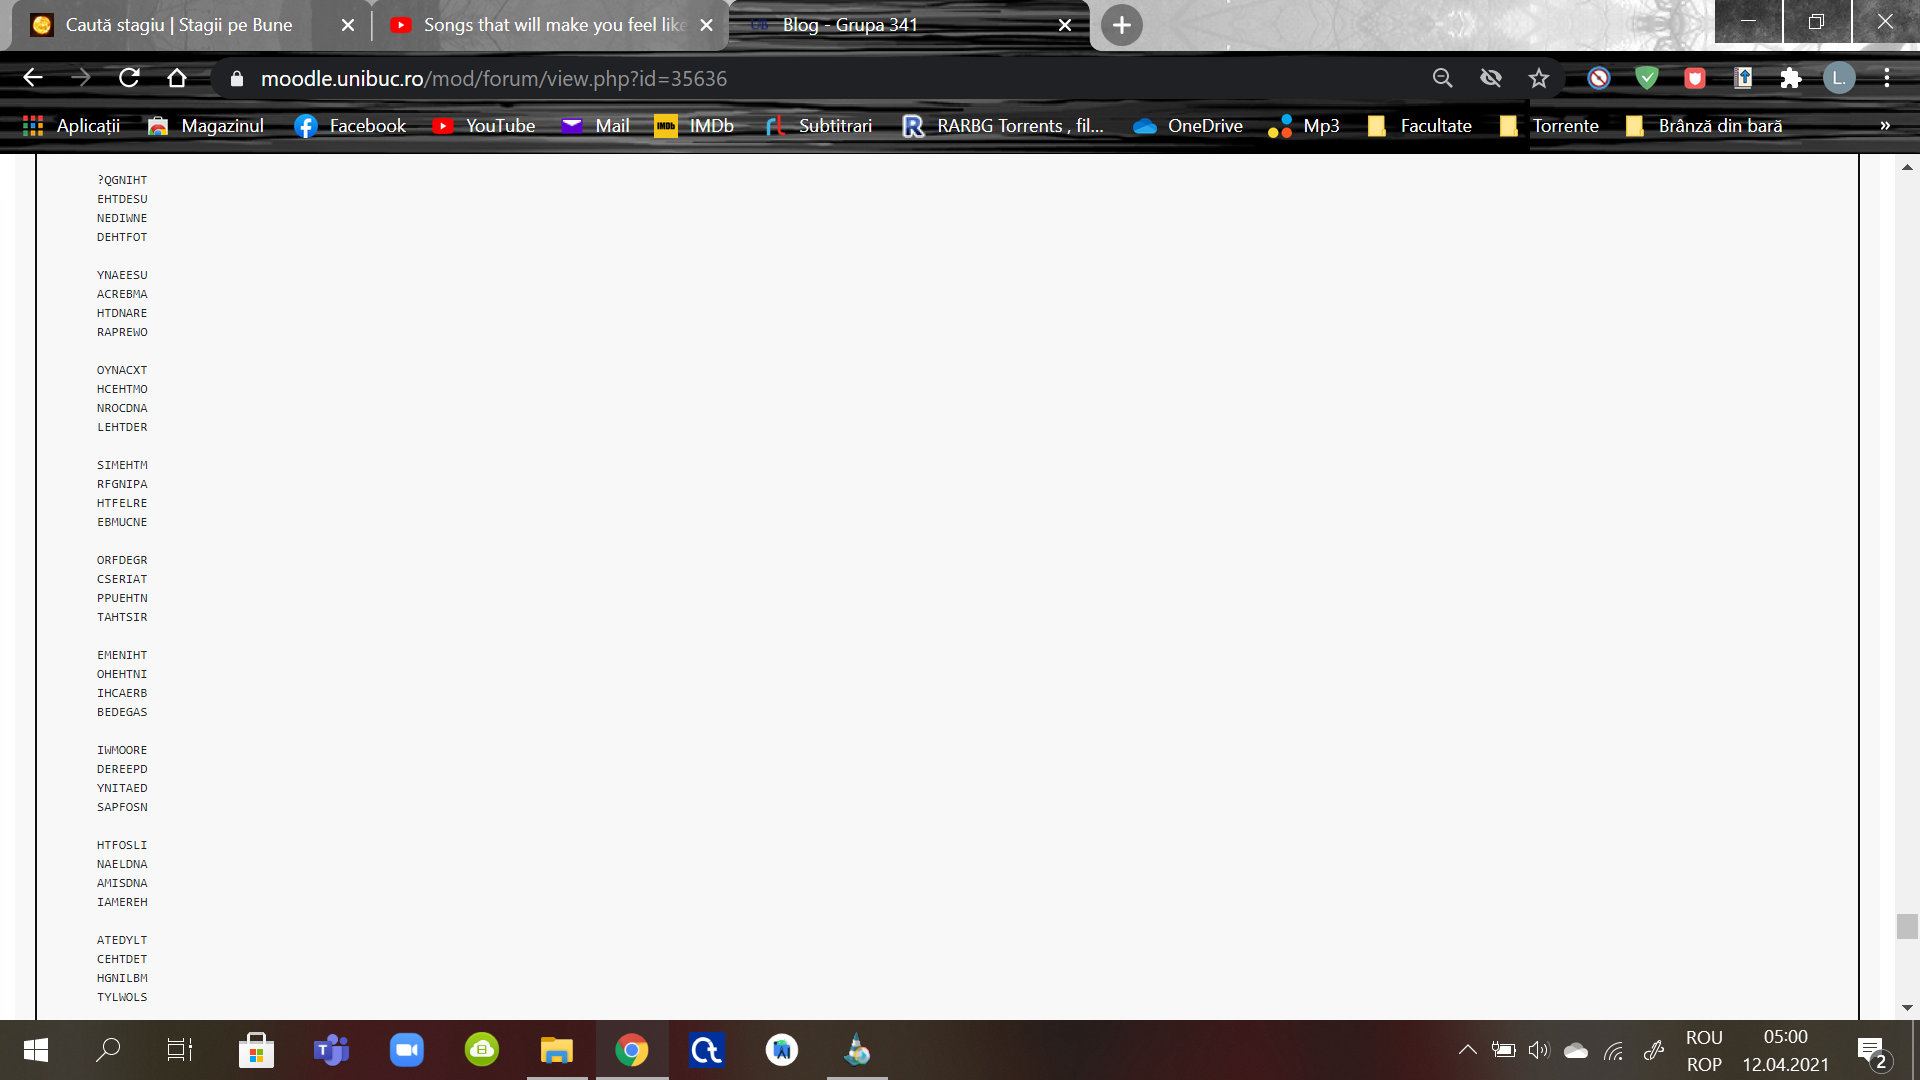 Caută stagiu | Stagii pe Bune
Songs that will make you feel like
Blog - Grupa 341
moodle.unibuc.ro/mod/forum/view.php?id=35636
L.
Aplicații Magazinul Facebook YouTube Mail IMDb Subtitrari RARBG Torrents , fil... OneDrive Mp3 Facultate Torrente Brânză din bară »
?QGNIHT
EHTDESU
NEDIWNE
DEHTFOT
YNAEESU
ACREBMA
HTDNARE
RAPREWO
OYNACXT
HCEHTMO
NROCDNA
LEHTDER
SIMEHTM
RFGNIPA
HTFELRE
EBMUCNE
ORFDEGR
CSERIAT
PPUEHTN
TAHTSIR
EMENIHT
OHEHTNI
IHCAERB
BEDEGAS
IWMOORE
DEREEPD
YNITAED
SAPFOSN
HTFOSLI
NAELDNA
AMISDNA
IAMEREH
ATEDYLT
CEHTDET
HGNILBM
TYLWOLS
ROU 05:00
ROP 12.04.2021
2